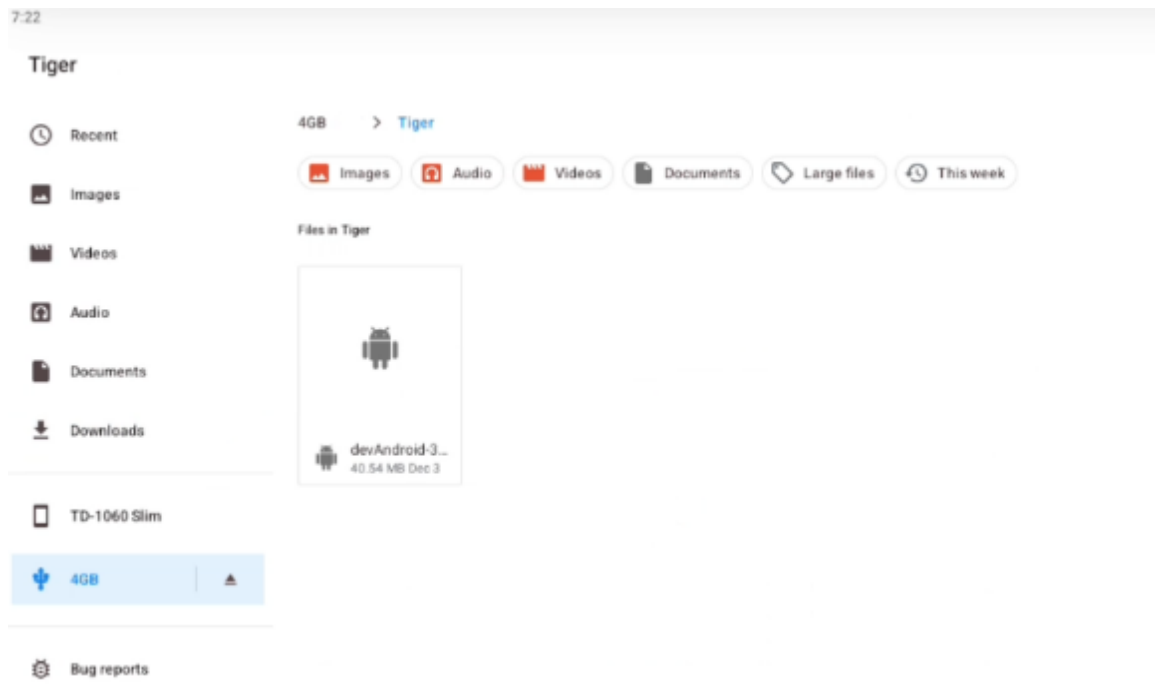 7:22
Tiger
Recent
Images
Videos
Audio
Documents
Downloads
TD-1060 Slim
4GB
Bug reports
4GB > Tiger
Images Audio Videos Documents Large files This week
Files in Tiger
devAndroid-3...
40.54 MB Dec 3